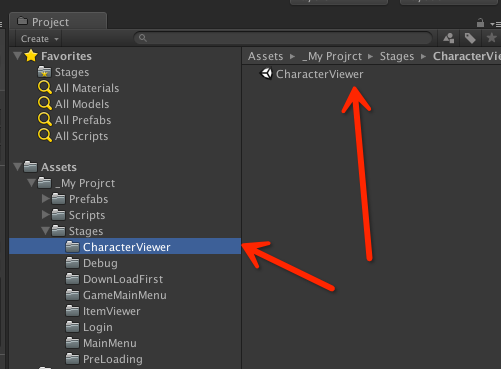 Project
Create
Assets ▸ _My Projrct ▸ Stages ▸ CharacterVie
CharacterViewer
Favorites
Stages
All Materials
All Models
All Prefabs
All Scripts
Assets
_My Projrct
Prefabs
Scripts
Stages
CharacterViewer
Debug
DownLoadFirst
GameMainMenu
ItemViewer
Login
MainMenu
PreLoading